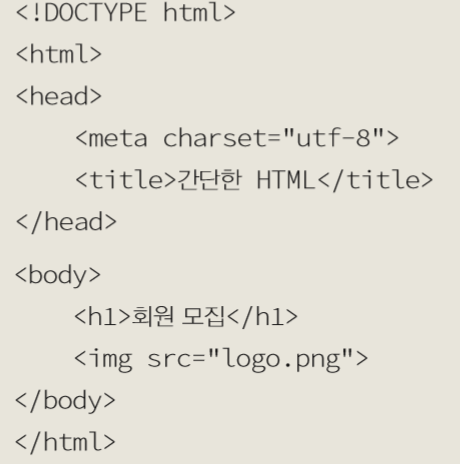 <!DOCTYPE html>
<html>
<head>
    <meta charset="utf-8">
    <title>간단한 HTML</title>
</head>
<body>
    <h1>회원 모집</h1>
    <img src="logo.png">
</body>
</html>